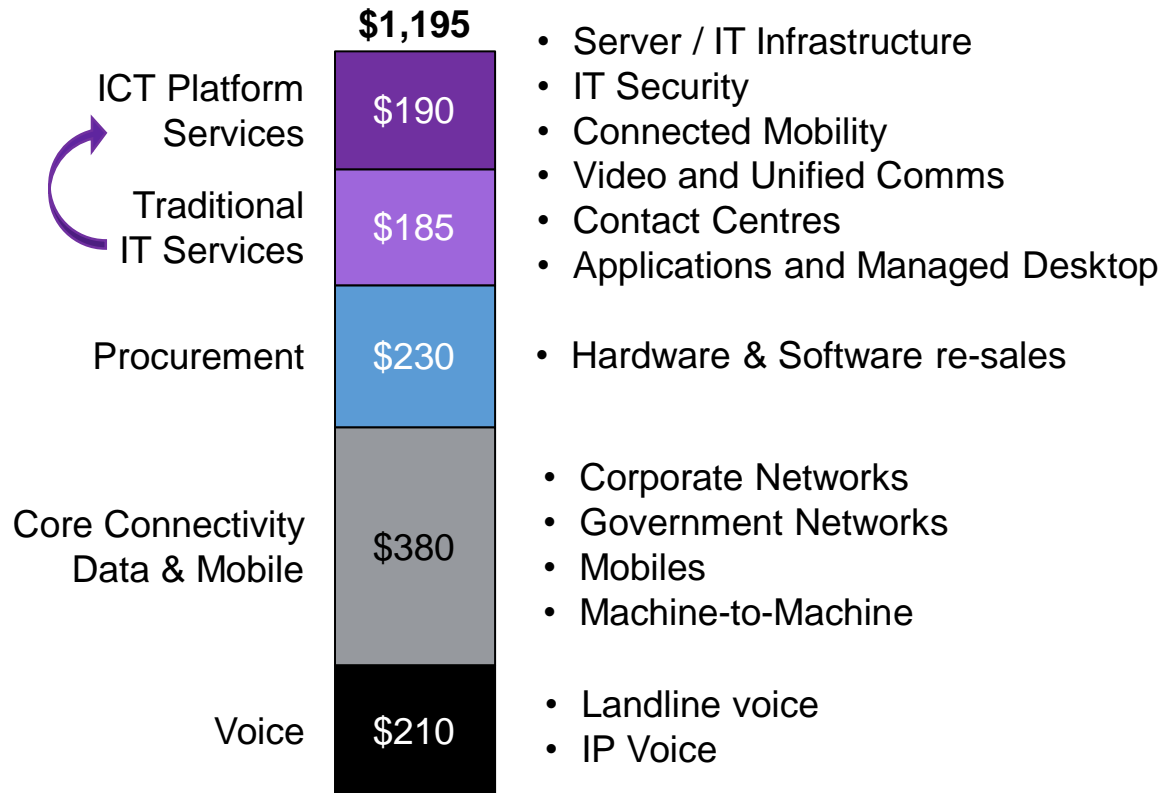 $1,195
ICT Platform
Services
$190
• Server / IT Infrastructure
• IT Security
• Connected Mobility
• Video and Unified Comms
• Contact Centres
• Applications and Managed Desktop
Traditional
IT Services
$185
Procurement
$230
• Hardware & Software re-sales
Core Connectivity
Data & Mobile
$380
• Corporate Networks
• Government Networks
• Mobiles
• Machine-to-Machine
Voice
$210
• Landline voice
• IP Voice